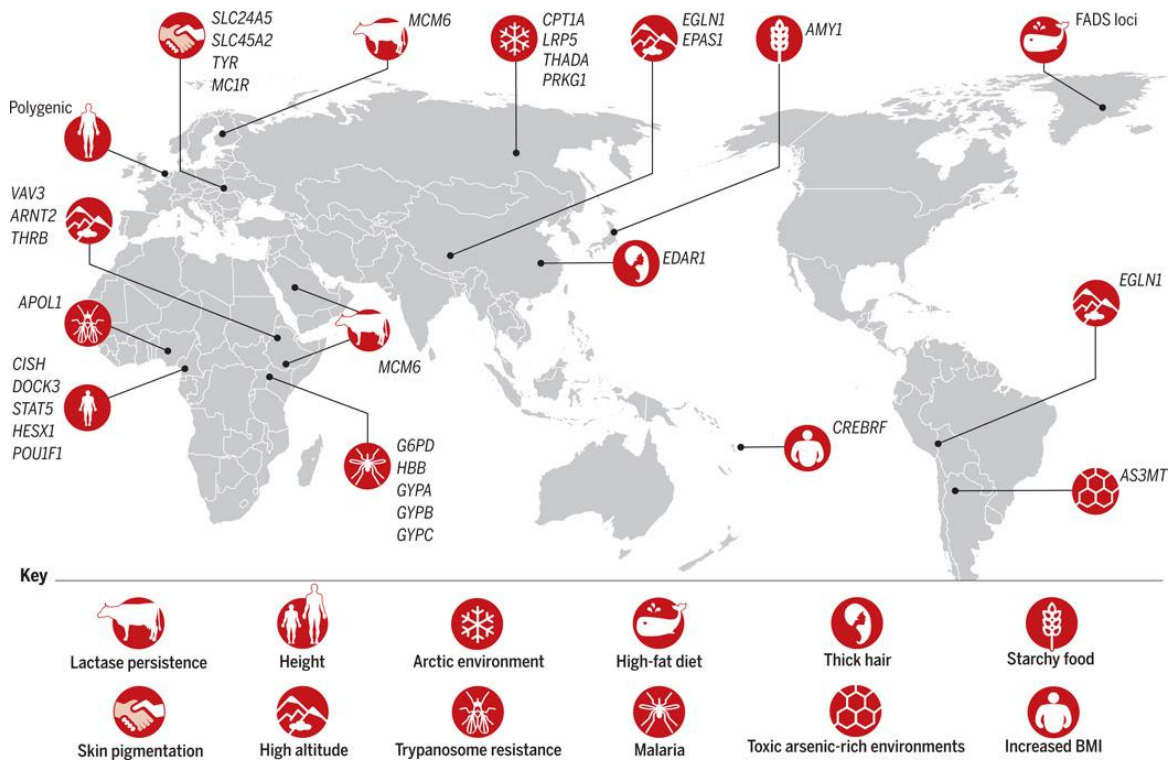 SLC24A5
SLC45A2
TYR
MC1R
MCM6
CPT1A
LRP5
THADA
PRKG1
EGLN1
EPAS1
AMY1
FADS loci
Polygenic
VAV3
ARNT2
THRB
EDAR1
EGLN1
APOL1
MCM6
CISH
DOCK3
STAT5
HESX1
POU1F1
G6PD
HBB
GYPA
GYPB
GYPC
CREBRF
AS3MT
Key
Lactase persistence
Height
Arctic environment
High-fat diet
Thick hair
Starchy food
Skin pigmentation
High altitude
Trypanosome resistance
Malaria
Toxic arsenic-rich environments
Increased BMI